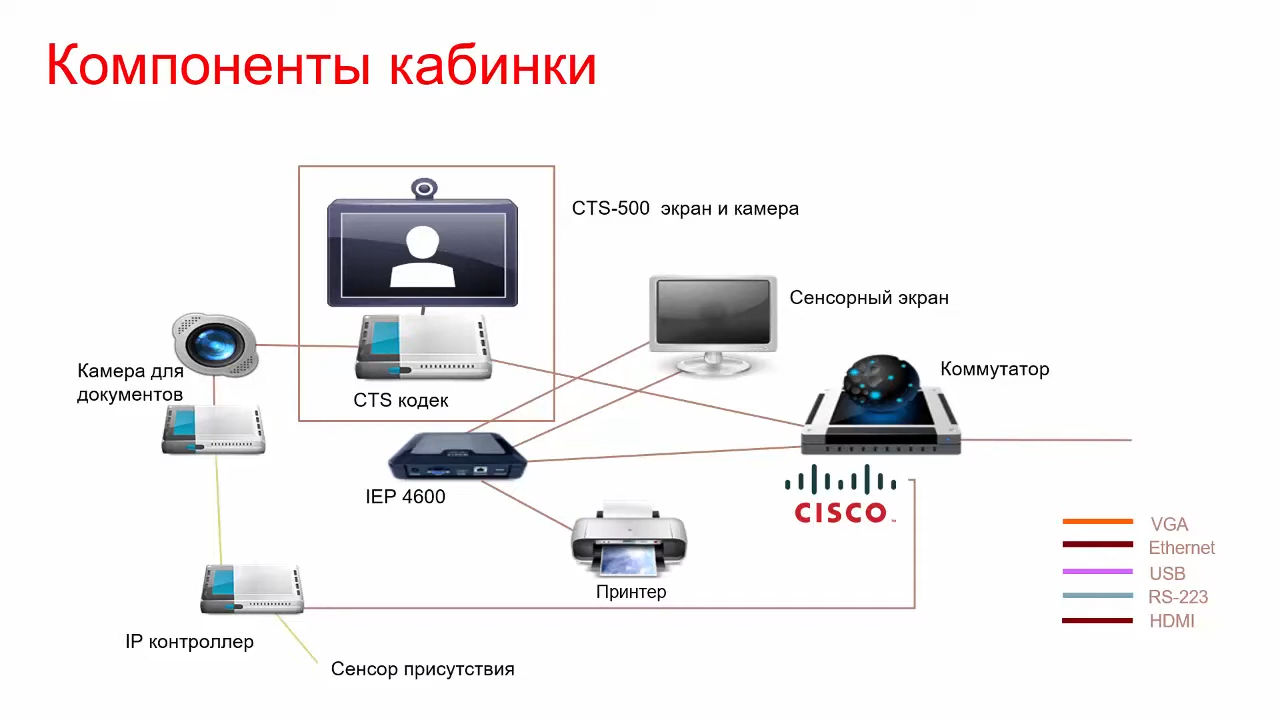 Компоненты кабинки
CTS-500 экран и камера
Сенсорный экран
Камера для
документов
Коммутатор
CTS кодек
IEP 4600
CISCO
VGA
Ethernet
USB
RS-223
HDMI
Принтер
IP контроллер
Сенсор присутствия